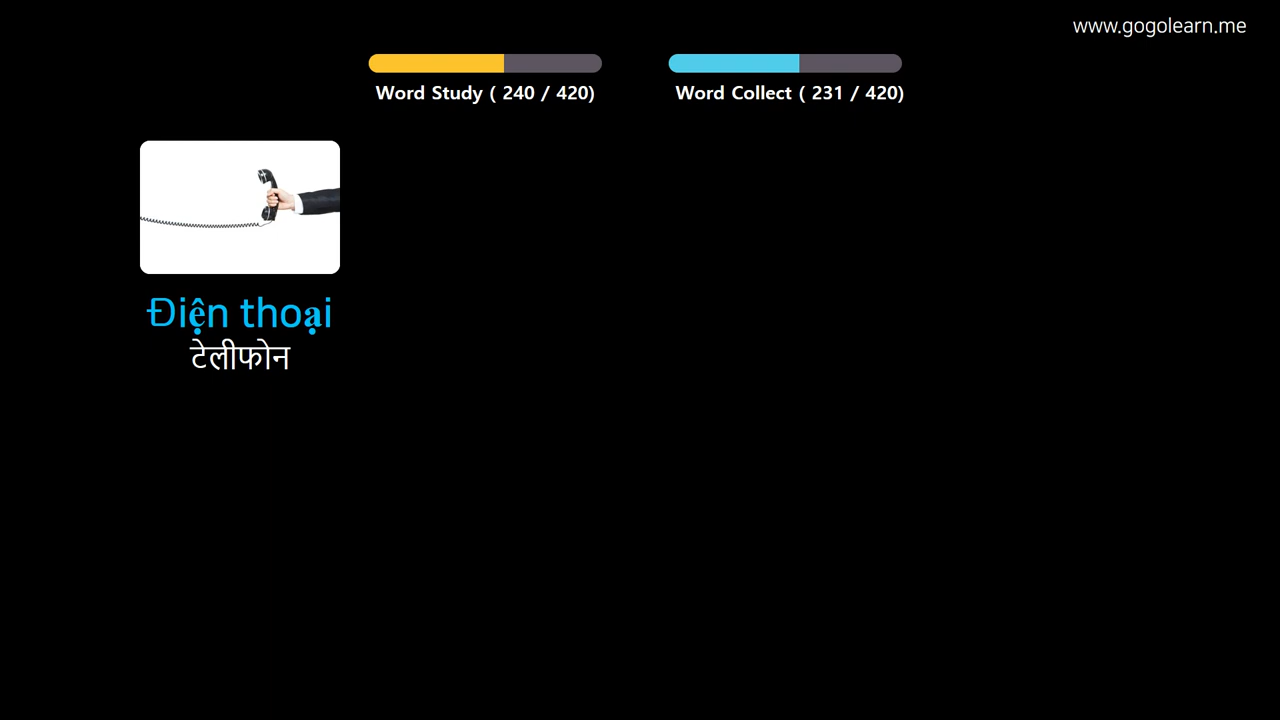 www.gogolearn.me
Word Study ( 240 / 420)
Word Collect ( 231 / 420)
Điện thoại
टेलीफोन